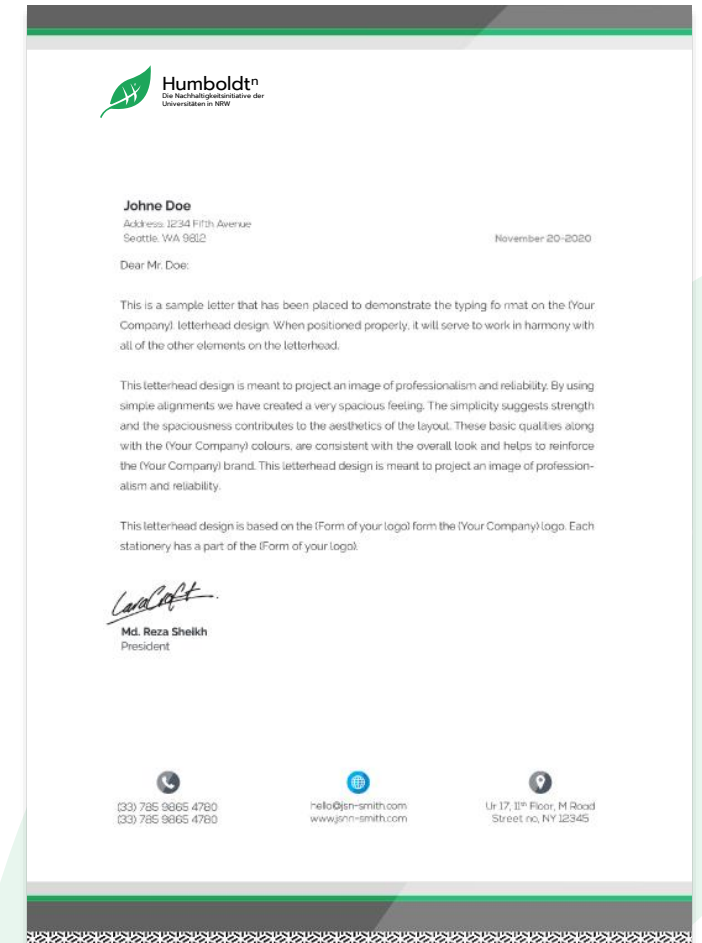 Humboldtⁿ
Die Nachhaltigkeitsinitiative der
Universitäten in NRW
Johne Doe
Address: 1234 Fifth Avenue
Seattle, WA 9812
November 20-2020
Dear Mr. Doe:
This is a sample letter that has been placed to demonstrate the typing fo rmat on the (Your
Company). letterhead design. When positioned properly, it will serve to work in harmony with
all of the other elements on the letterhead.
This letterhead design is meant to project an image of professionalism and reliability. By using
simple alignments we have created a very spacious feeling. The simplicity suggests strength
and the spaciousness contributes to the aesthetics of the layout. These basic qualities along
with the (Your Company) colours, are consistent with the overall look and helps to reinforce
the (Your Company) brand. This letterhead design is meant to project an image of profession-
alism and reliability.
This letterhead design is based on the (Form of your logo) form the (Your Company) logo. Each
stationery has a part of the (Form of your logo).
LaraCroft
Md. Reza Sheikh
President
(33) 785 9865 4780
(33) 785 9865 4780
hello@jsn-smith.com
www.jsnn-smith.com
Ur 17, 11th Floor, M Road
Street no, NY 12345